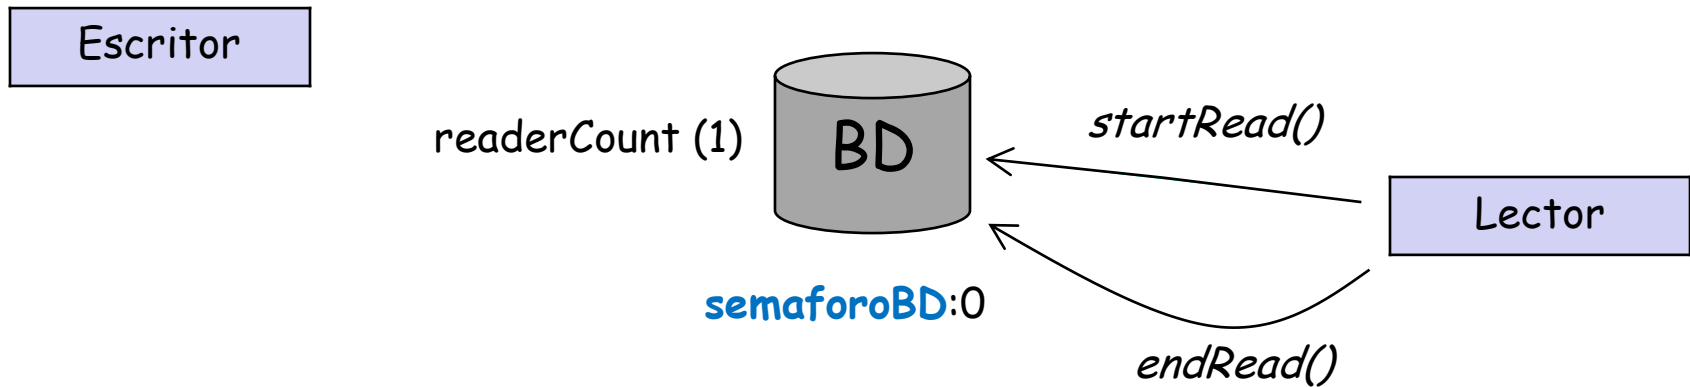 Escritor
readerCount (1)
BD
startRead()
Lector
semaforoBD:0
endRead()